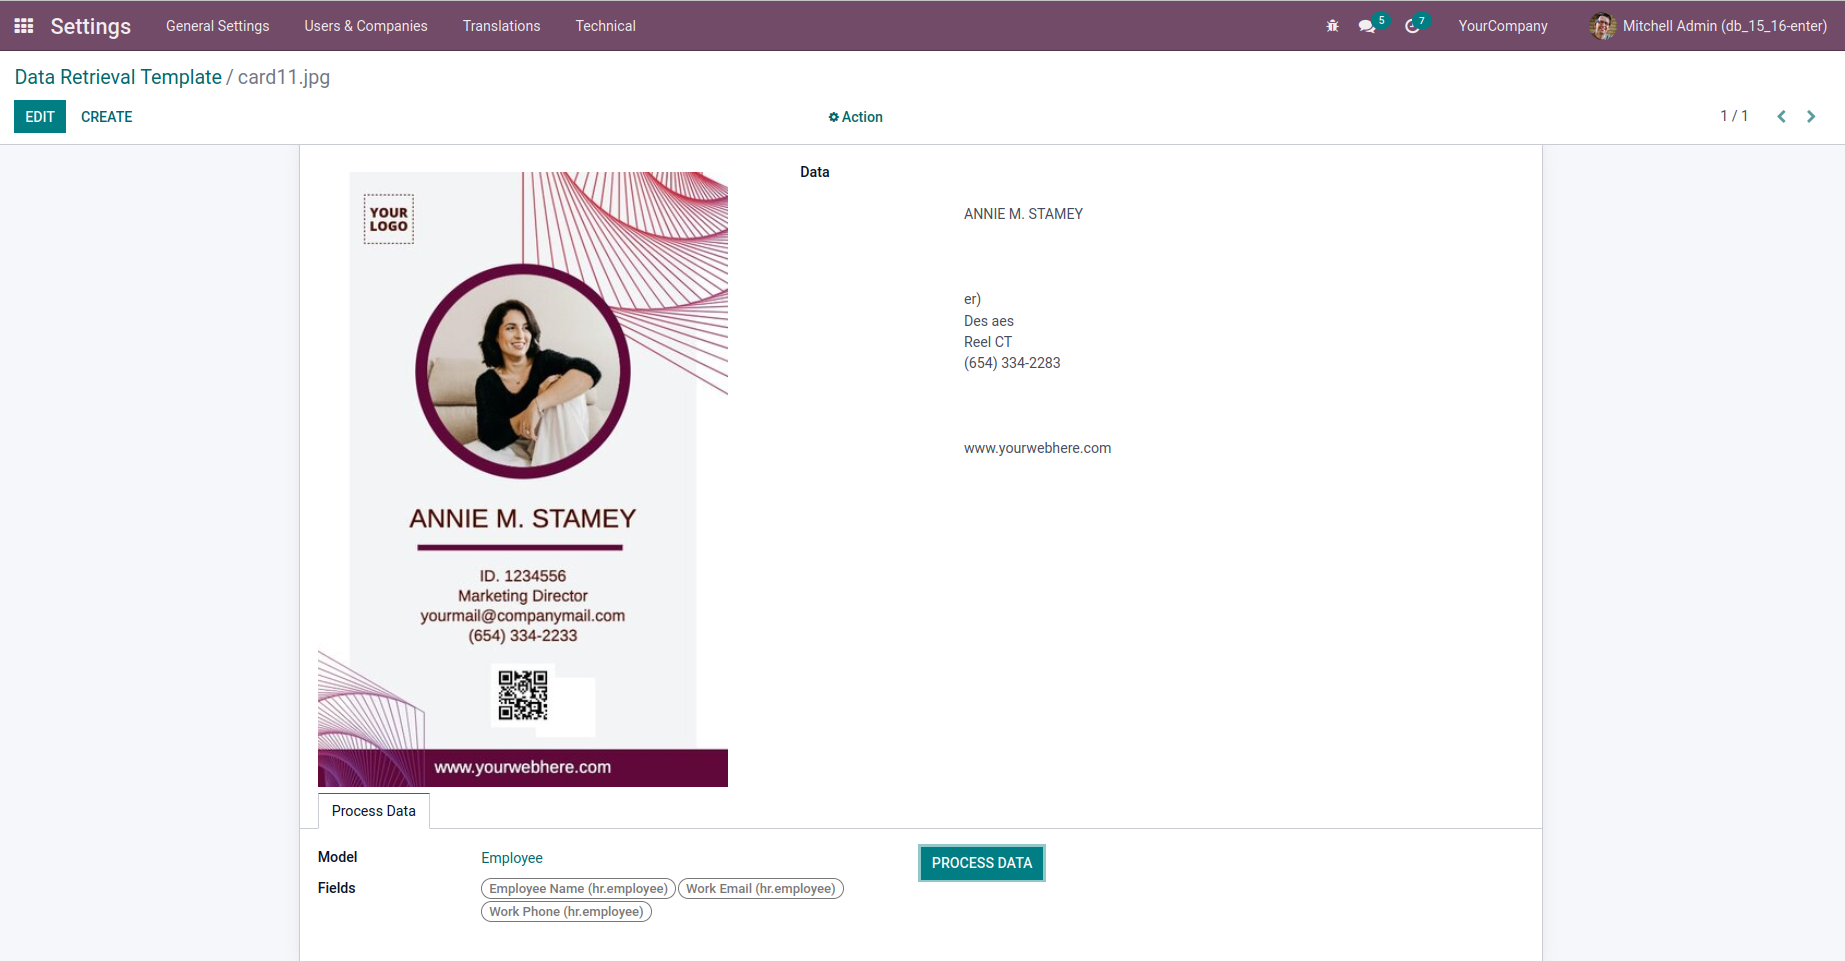 Settings General Settings Users & Companies Translations Technical 5 7 YourCompany Mitchell Admin (db_15_16-enter)
Data Retrieval Template / card11.jpg
EDIT CREATE Action 1 / 1
YOUR
LOGO
ANNIE M. STAMEY
ID. 1234556
Marketing Director
yourmail@companymail.com
(654) 334-2233
www.yourwebhere.com
Data
ANNIE M. STAMEY
er)
Des aes
Reel CT
(654) 334-2283
www.yourwebhere.com
Process Data
Model Employee
PROCESS DATA
Fields Employee Name (hr.employee) Work Email (hr.employee)
Work Phone (hr.employee)